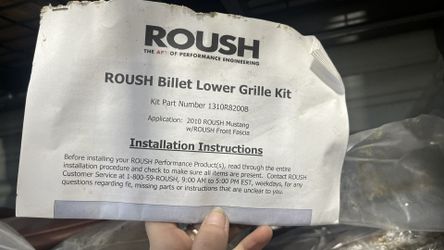 ROUSH
THE ART OF PERFORMANCE ENGINEERING
ROUSH Billet Lower Grille Kit
Kit Part Number 1310R8200B
Application: 2010 ROUSH Mustang
w/ROUSH Front Fascia
Installation Instructions
Before installing your ROUSH Performance Product(s), read through the entire
installation procedure and check to make sure all items are present. Contact ROUSH
Customer Service at 1-800-59-ROUSH, 9:00 AM to 5:00 PM EST, weekdays, for any
questions regarding fit, missing parts or instructions that are unclear to you.